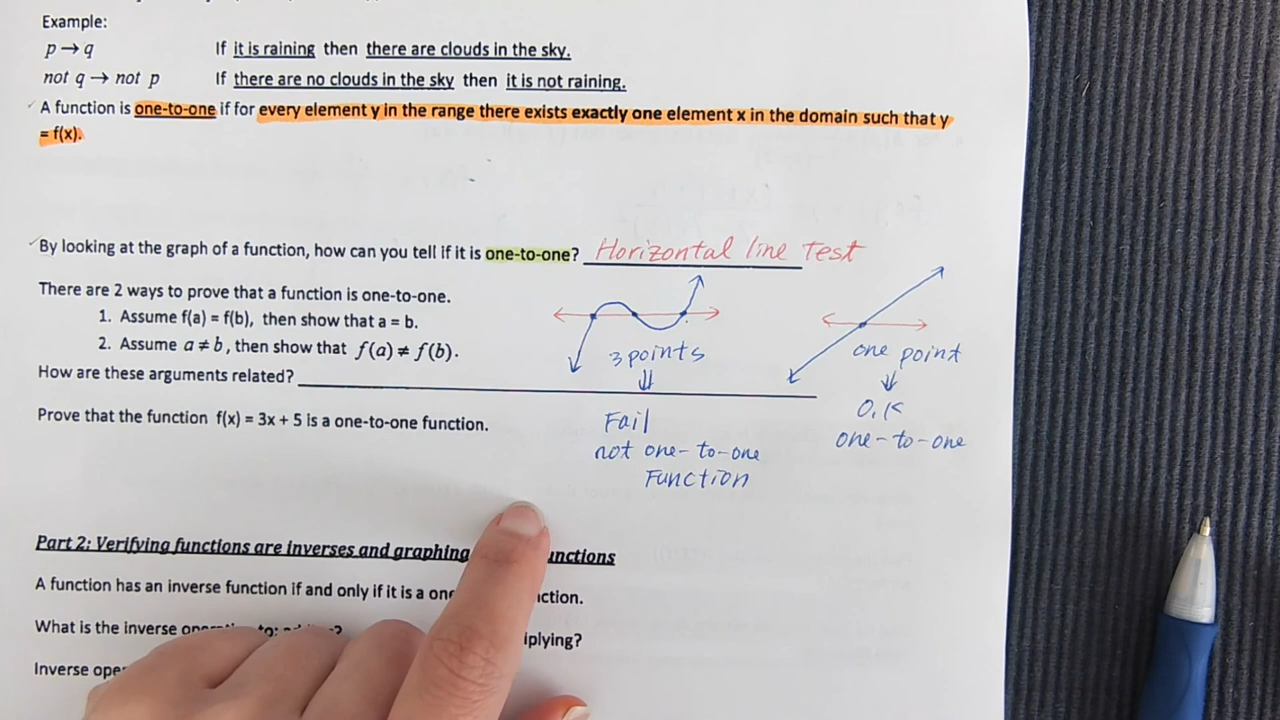 Example:
p → q If it is raining then there are clouds in the sky.
not q → not p If there are no clouds in the sky then it is not raining.
✓ A function is one-to-one if for every element y in the range there exists exactly one element x in the domain such that y
= f(x).
✓ By looking at the graph of a function, how can you tell if it is one-to-one? Horizontal line test
There are 2 ways to prove that a function is one-to-one.
1. Assume f(a) = f(b), then show that a = b.
2. Assume a ≠ b, then show that f(a) ≠ f(b).
3 points
⇓
one point
↓
How are these arguments related?
O.K
one-to-one
Prove that the function f(x) = 3x + 5 is a one-to-one function.
Fail
not one-to-one
Function
Part 2: Verifying functions are inverses and graphing
A function has an inverse function if and only if it is a
What is the inverse